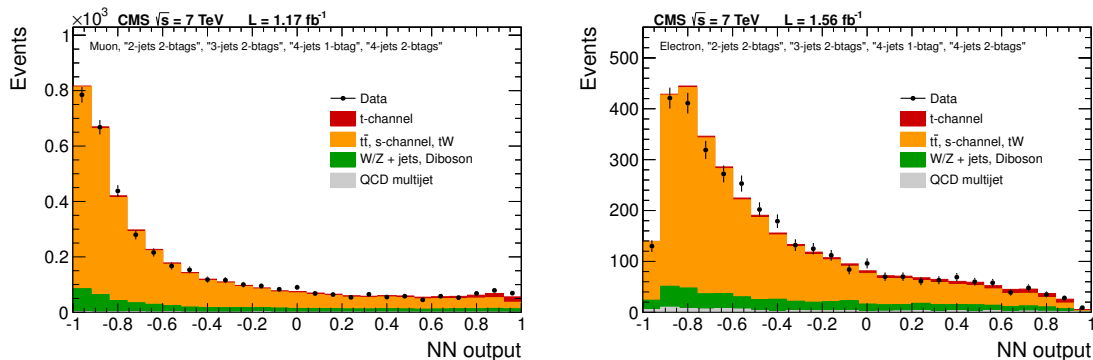 CMS √s = 7 TeV L = 1.17 fb-1
×10³
Muon, "2-jets 2-btags", "3-jets 2-btags", "4-jets 1-btag", "4-jets 2-btags"
Events
1
0.8
0.6
0.4
0.2
0
Data
t-channel
tt̄, s-channel, tW
W/Z + jets, Diboson
QCD multijet
-1 -0.8 -0.6 -0.4 -0.2 0 0.2 0.4 0.6 0.8 1
NN output
CMS √s = 7 TeV L = 1.56 fb-1
Electron, "2-jets 2-btags", "3-jets 2-btags", "4-jets 1-btag", "4-jets 2-btags"
Events
500
400
300
200
100
0
Data
t-channel
tt̄, s-channel, tW
W/Z + jets, Diboson
QCD multijet
-1 -0.8 -0.6 -0.4 -0.2 0 0.2 0.4 0.6 0.8 1
NN output